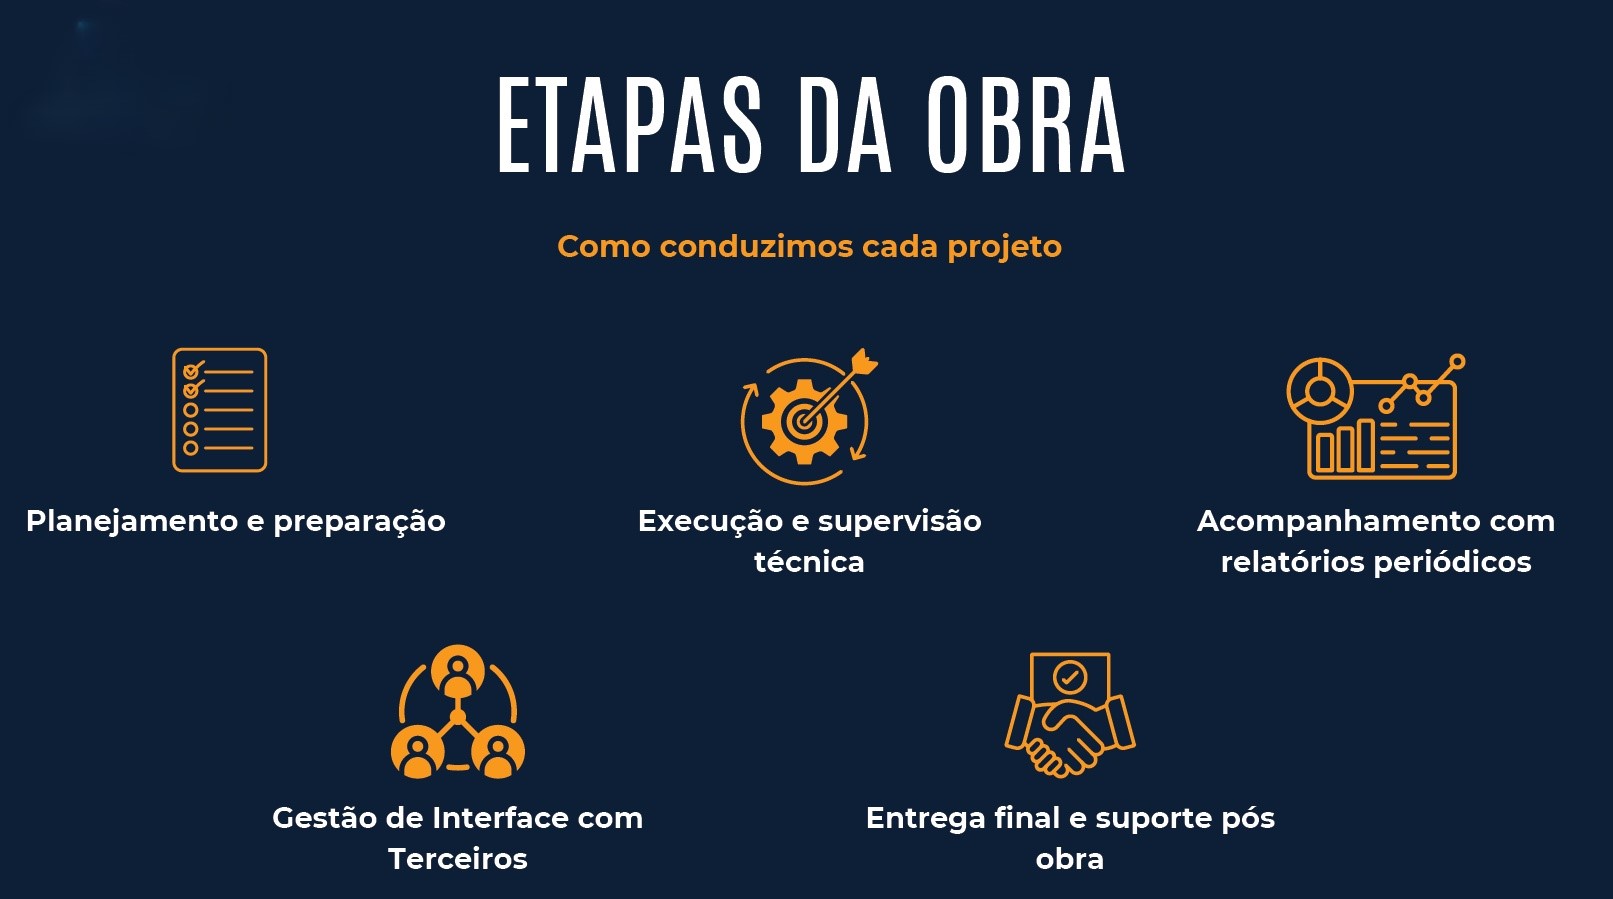 ETAPAS DA OBRA
Como conduzimos cada projeto
Planejamento e preparação
Execução e supervisão
técnica
Acompanhamento com
relatórios periódicos
Gestão de Interface com
Terceiros
Entrega final e suporte pós
obra